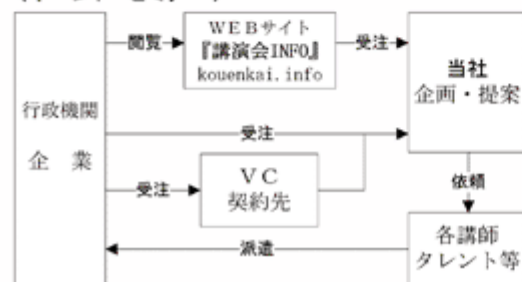 閲覧
WEBサイト
『講演会INFO』
kouenkai.info
受注
当社
企画・提案
行政機関
企 業
受注
受注
VC
契約先
依頼
派遣
各講師
タレント等